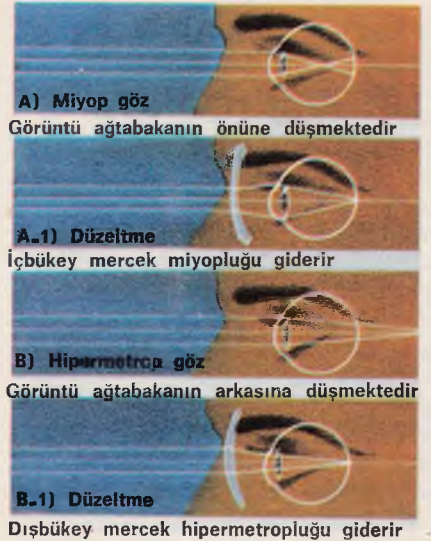 A) Miyop göz
Görüntü ağtabakanın önüne düşmektedir
A.1) Düzeltme
İçbükey mercek miyopluğu giderir
B) Hipermetrop göz
Görüntü ağtabakanın arkasına düşmektedir
B.1) Düzeltme
Dışbükey mercek hipermetropluğu giderir